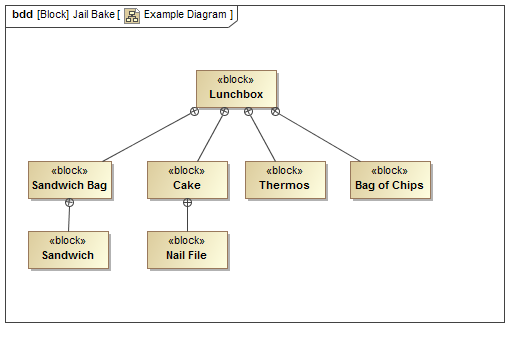 bdd [Block] Jail Bake [ Example Diagram ]
«block»
Lunchbox
«block»
Sandwich Bag
«block»
Cake
«block»
Thermos
«block»
Bag of Chips
«block»
Sandwich
«block»
Nail File